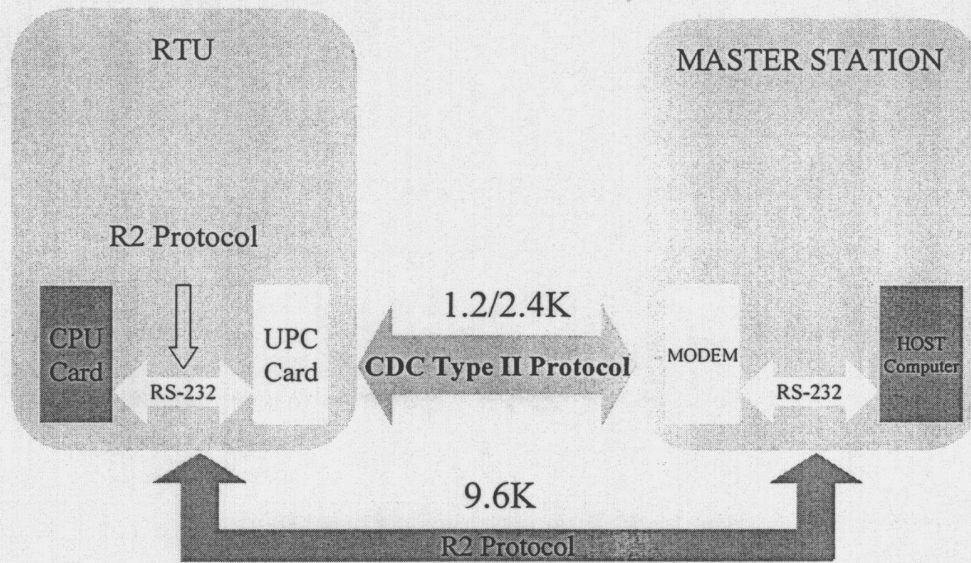 RTU
MASTER STATION
R2 Protocol
CPU
Card
RS-232
UPC
Card
1.2/2.4K
CDC Type II Protocol
MODEM
RS-232
HOST
Computer
9.6K
R2 Protocol